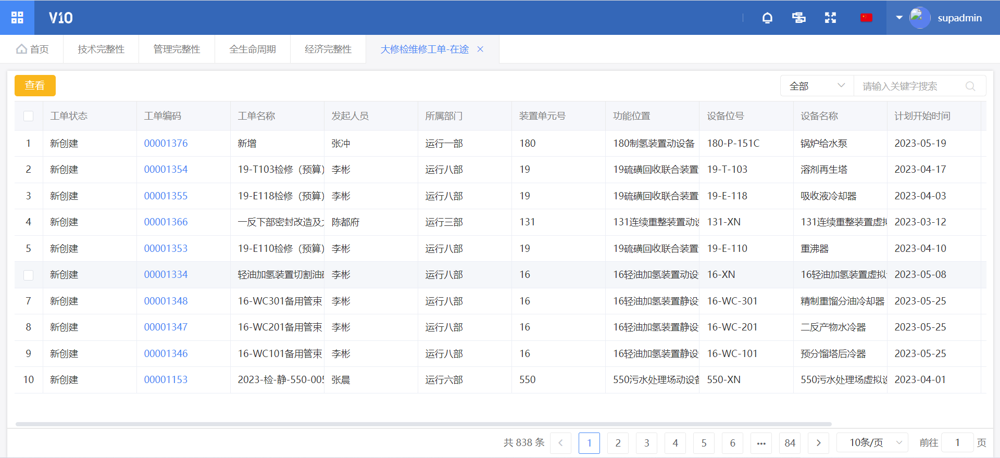 V10
supadmin
首页 技术完整性 管理完整性 全生命周期 经济完整性 大修检维修工单-在途
查看 全部 请输入关键字搜索
工单状态 工单编码 工单名称 发起人员 所属部门 装置单元号 功能位置 设备位号 设备名称 计划开始时间
1 新创建 00001376 新增 张冲 运行一部 180 180制氢装置动设备 180-P-151C 锅炉给水泵 2023-05-19
2 新创建 00001354 19-T103检修（预算） 李彬 运行八部 19 19硫磺回收联合装置 19-T-103 溶剂再生塔 2023-04-17
3 新创建 00001355 19-E118检修（预算） 李彬 运行八部 19 19硫磺回收联合装置 19-E-118 吸收液冷却器 2023-04-03
4 新创建 00001366 一反下部密封改造及 陈都府 运行三部 131 131连续重整装置动设 131-XN 131连续重整装置虚拟 2023-03-12
5 新创建 00001353 19-E110检修（预算） 李彬 运行八部 19 19硫磺回收联合装置 19-E-110 重沸器 2023-04-10
新创建 00001334 轻油加氢装置切割油 李彬 运行八部 16 16轻油加氢装置动设 16-XN 16轻油加氢装置虚拟 2023-05-08
7 新创建 00001348 16-WC301备用管束 李彬 运行八部 16 16轻油加氢装置静设 16-WC-301 精制重馏分油冷却器 2023-05-25
8 新创建 00001347 16-WC201备用管束 李彬 运行八部 16 16轻油加氢装置静设 16-WC-201 二反产物水冷器 2023-05-25
9 新创建 00001346 16-WC101备用管束 李彬 运行八部 16 16轻油加氢装置静设 16-WC-101 预分馏塔后冷器 2023-05-25
10 新创建 00001153 2023-检-静-550-005 张晨 运行六部 550 550污水处理场动设备 550-XN 550污水处理场虚拟设 2023-04-01
共 838 条 1 2 3 4 5 6 ••• 84 10条/页 前往 1 页